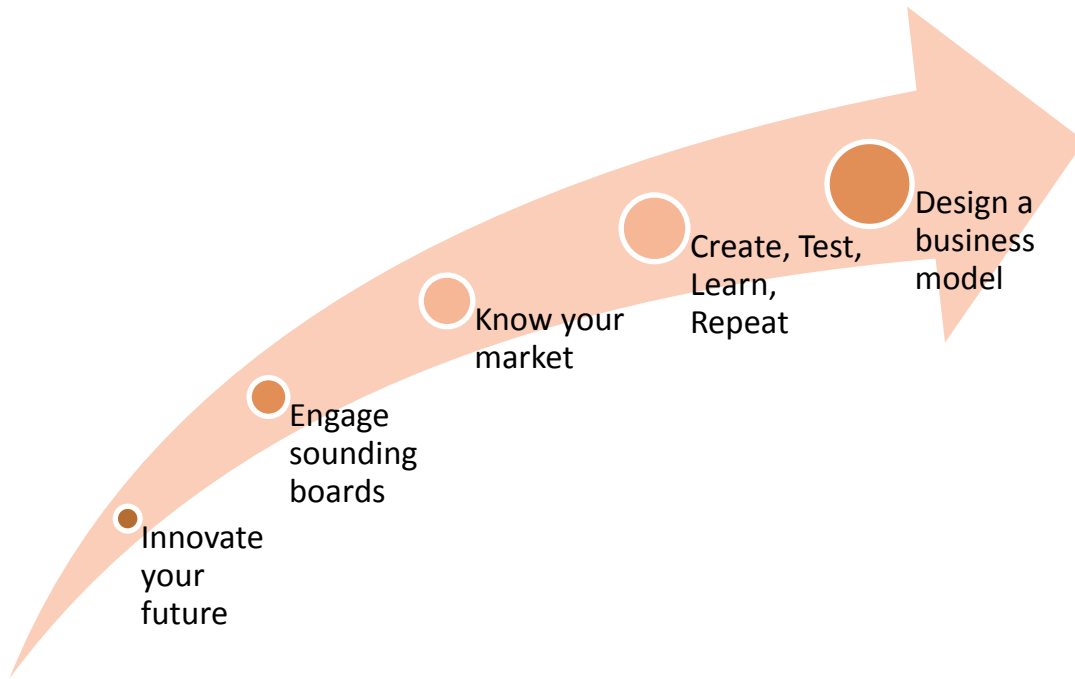 Innovate
your
future
Engage
sounding
boards
Know your
market
Create, Test,
Learn,
Repeat
Design a
business
model